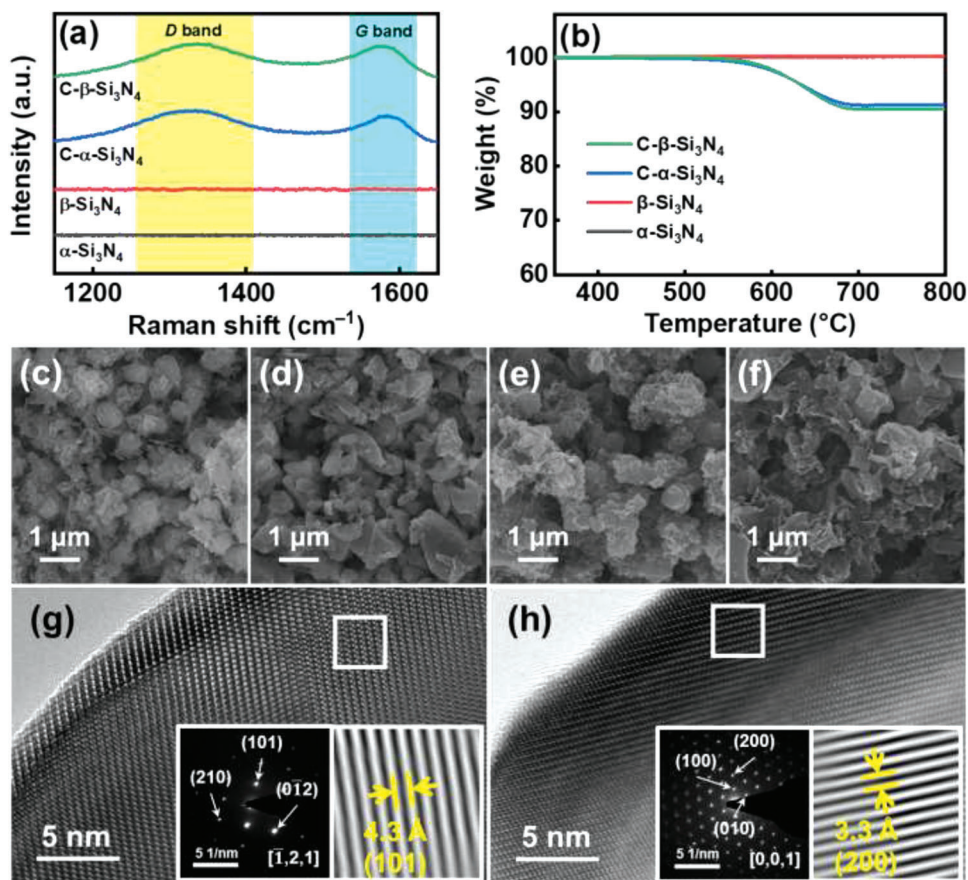 (a)
D band
G band
C-β-Si₃N₄
C-α-Si₃N₄
β-Si₃N₄
α-Si₃N₄
Intensity (a.u.)
1200 1400 1600
Raman shift (cm⁻¹)
(b)
100
90
80
70
60
Weight (%)
C-β-Si₃N₄
C-α-Si₃N₄
β-Si₃N₄
α-Si₃N₄
400 500 600 700 800
Temperature (°C)
(c)
1 μm
(d)
1 μm
(e)
1 μm
(f)
1 μm
(g)
5 nm
(101)
(210)
(01̅2)
5 1/nm
[1̅,2,1]
4.3 Å
(101)
(h)
5 nm
(200)
(100)
(010)
5 1/nm
[0,0,1]
3.3 Å
(200)